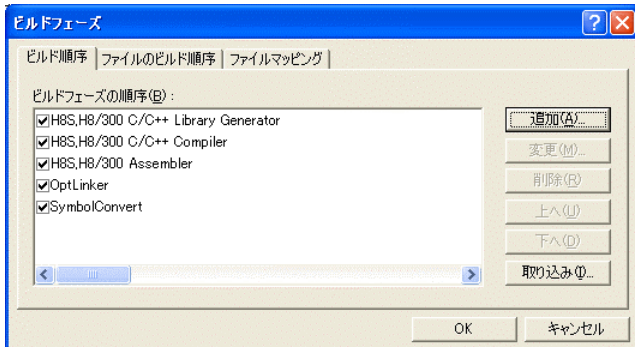 ビルドフェーズ
ビルド順序 ファイルのビルド順序 ファイルマッピング
ビルドフェーズの順序(B):
H8S,H8/300 C/C++ Library Generator
H8S,H8/300 C/C++ Compiler
H8S,H8/300 Assembler
OptLinker
SymbolConvert
追加(A)...
変更(M)...
削除(R)
上へ(U)
下へ(D)
取り込み(I)...
OK キャンセル